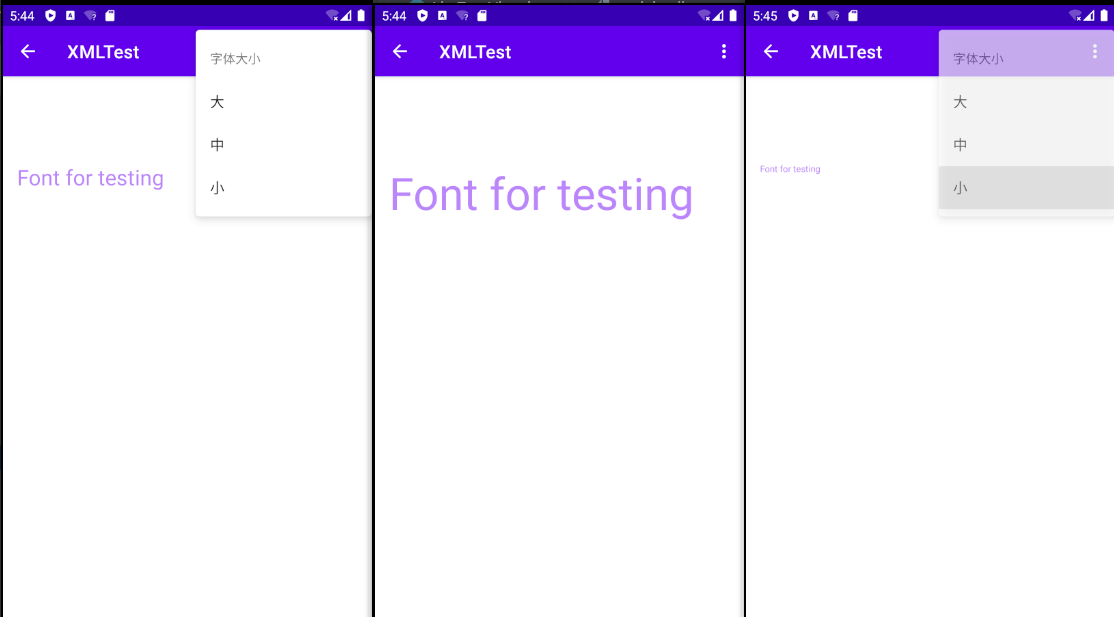 5:44
XMLTest
字体大小
大
中
小
Font for testing
5:44
XMLTest
Font for testing
5:45
XMLTest
字体大小
大
中
小
Font for testing